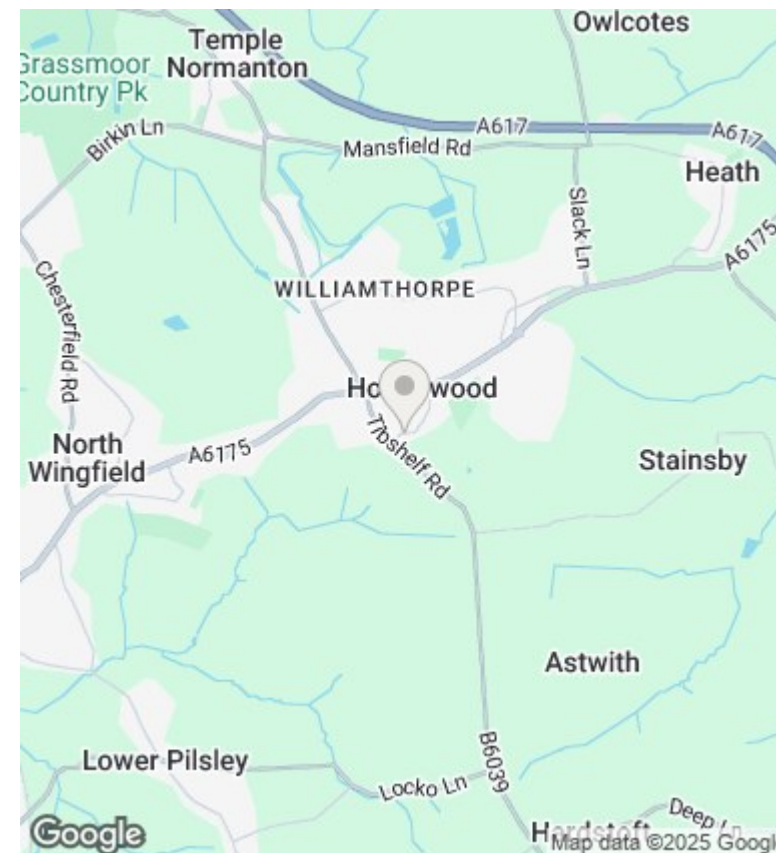 Owlcotes
Temple
Normanton
Grassmoor
Country Pk
Birkin Ln
A617
A617
Mansfield Rd
Heath
Slack Ln
A6175
WILLIAMTHORPE
Chesterfield Rd
North
Wingfield
A6175
Tibshelf Rd
Stainsby
Astwith
Lower Pilsley
B6039
Locko Ln
Deep Ln
Google
Map data ©2025 Google